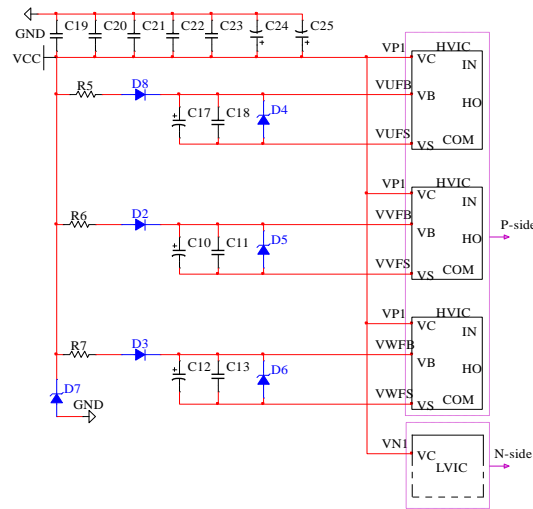 GND
C19 C20 C21 C22 C23 C24 C25
VCC
VP1 HVIC
VC IN
R5 D8 VUFB VB
C17 C18 D4 HO
VUFS VS COM
VP1 HVIC
VC IN
R6 D2 VVFB VB
P-side
C10 C11 D5 HO
VVFS VS COM
VP1 HVIC
VC IN
R7 D3 VWFB VB
C12 C13 D6 HO
D7
GND VWFS VS COM
VN1 VC N-side
LVIC